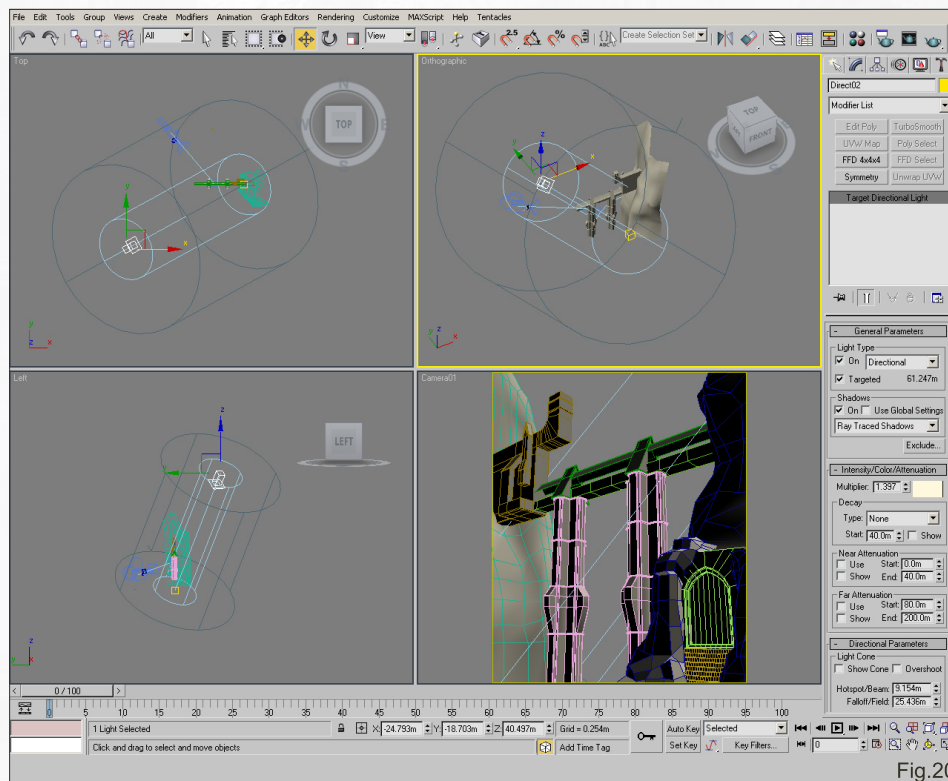 File Edit Tools Group Views Create Modifiers Animation Graph Editors Rendering Customize MAXScript Help Tentacles
All
View
2.5
ABC
Create Selection Set
Top
N
TOP
S
y
x
y
z x
Orthographic
TOP
FRONT
z
y
x
z
y
x
Left
z
y
LEFT
z
y
Camera01
Direct02
Modifier List
Edit Poly TurboSmooth
UVW Map Poly Select
FFD 4x4x4 FFD Select
Symmetry Unwrap UVW
Target Directional Light
- General Parameters
Light Type
On Directional
Targeted 61.247m
Shadows
On Use Global Settings
Ray Traced Shadows
Exclude...
- Intensity/Color/Attenuation
Multiplier: 1.397
Decay
Type: None
Start: 40.0m Show
Near Attenuation
Use Start: 0.0m
Show End: 40.0m
Far Attenuation
Use Start: 80.0m
Show End: 200.0m
- Directional Parameters
Light Cone
Show Cone Overshoot
Hotspot/Beam: 9.154m
Falloff/Field: 25.436m
< 0 / 100 >
0 5 10 15 20 25 30 35 40 45 50 55 60 65 70 75 80 85 90 95 100
1 Light Selected X: -24.793m Y: -18.703m Z: 40.497m Grid = 0.254m Auto Key Selected
Click and drag to select and move objects Add Time Tag Set Key Key Filters... 0
Fig.20